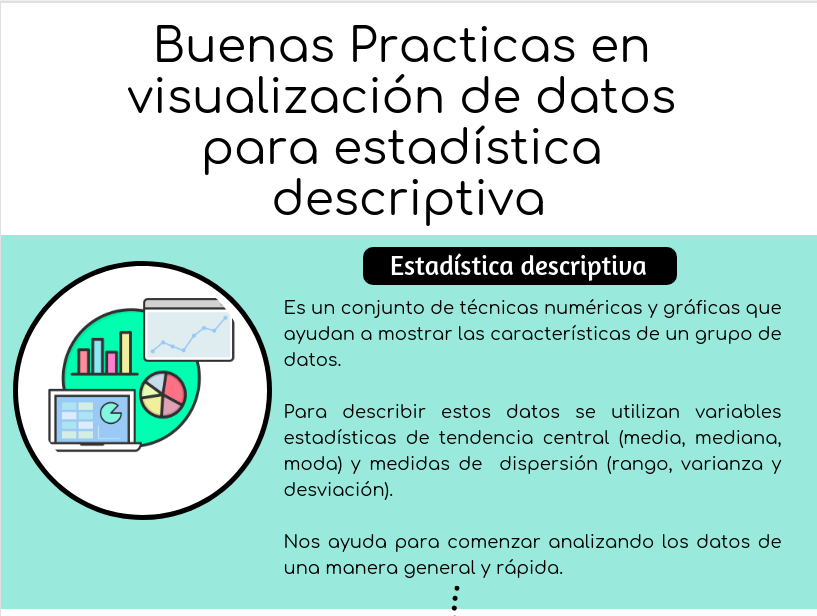 Buenas Practicas en
visualización de datos
para estadística
descriptiva
Estadística descriptiva
Es un conjunto de técnicas numéricas y gráficas que
ayudan a mostrar las características de un grupo de
datos.
Para describir estos datos se utilizan variables
estadísticas de tendencia central (media, mediana,
moda) y medidas de dispersión (rango, varianza y
desviación).
Nos ayuda para comenzar analizando los datos de
una manera general y rápida.